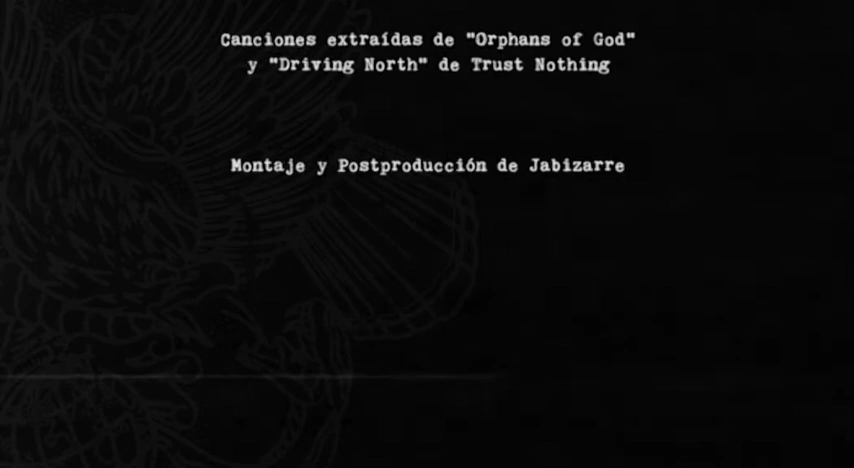 Canciones extraídas de "Orphans of God"
y "Driving North" de Trust Nothing
Montaje y Postproducción de Jabizarre